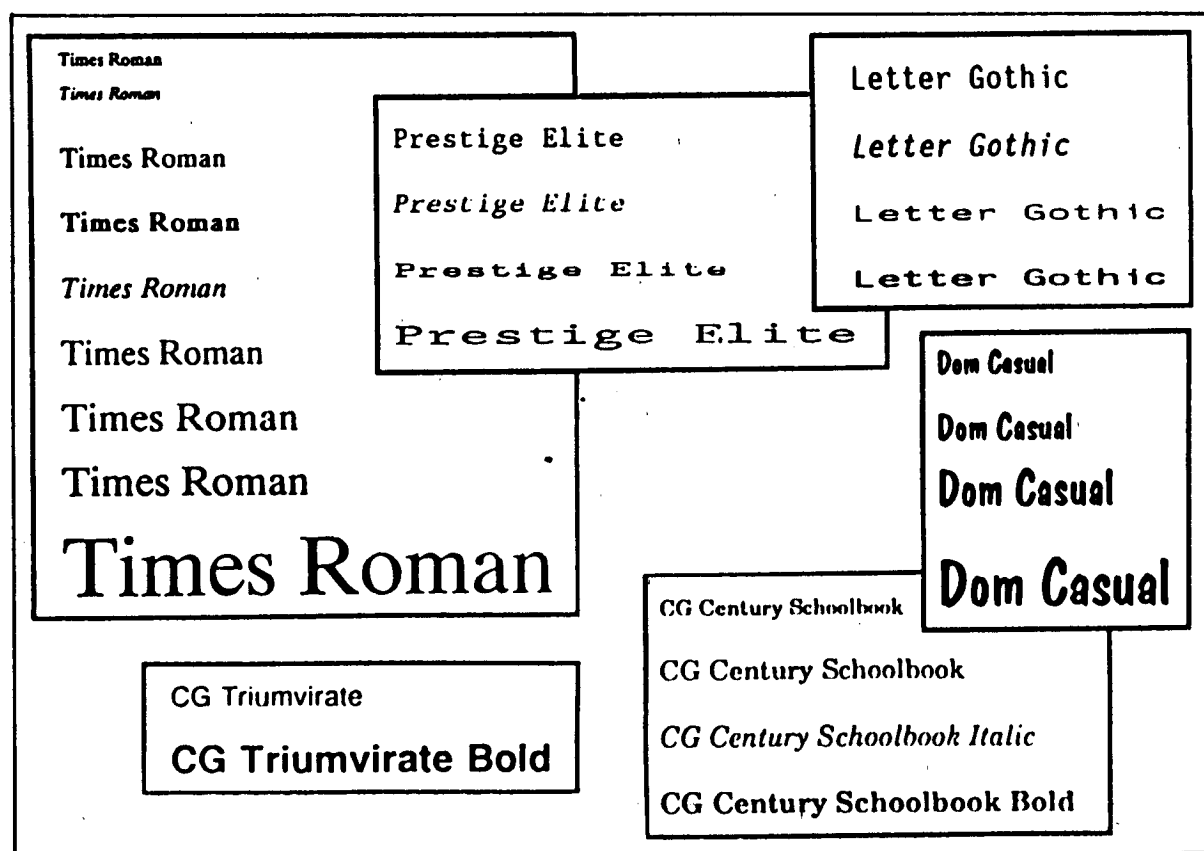 Times Roman
Times Roman
Times Roman
Times Roman
Times Roman
Times Roman
Times Roman
Times Roman
Times Roman
Prestige Elite
Prestige Elite
Prestige Elite
Prestige Elite
Letter Gothic
Letter Gothic
Letter Gothic
Letter Gothic
Dom Casual
Dom Casual
Dom Casual
Dom Casual
CG Triumvirate
CG Triumvirate Bold
CG Century Schoolbook
CG Century Schoolbook
CG Century Schoolbook Italic
CG Century Schoolbook Bold